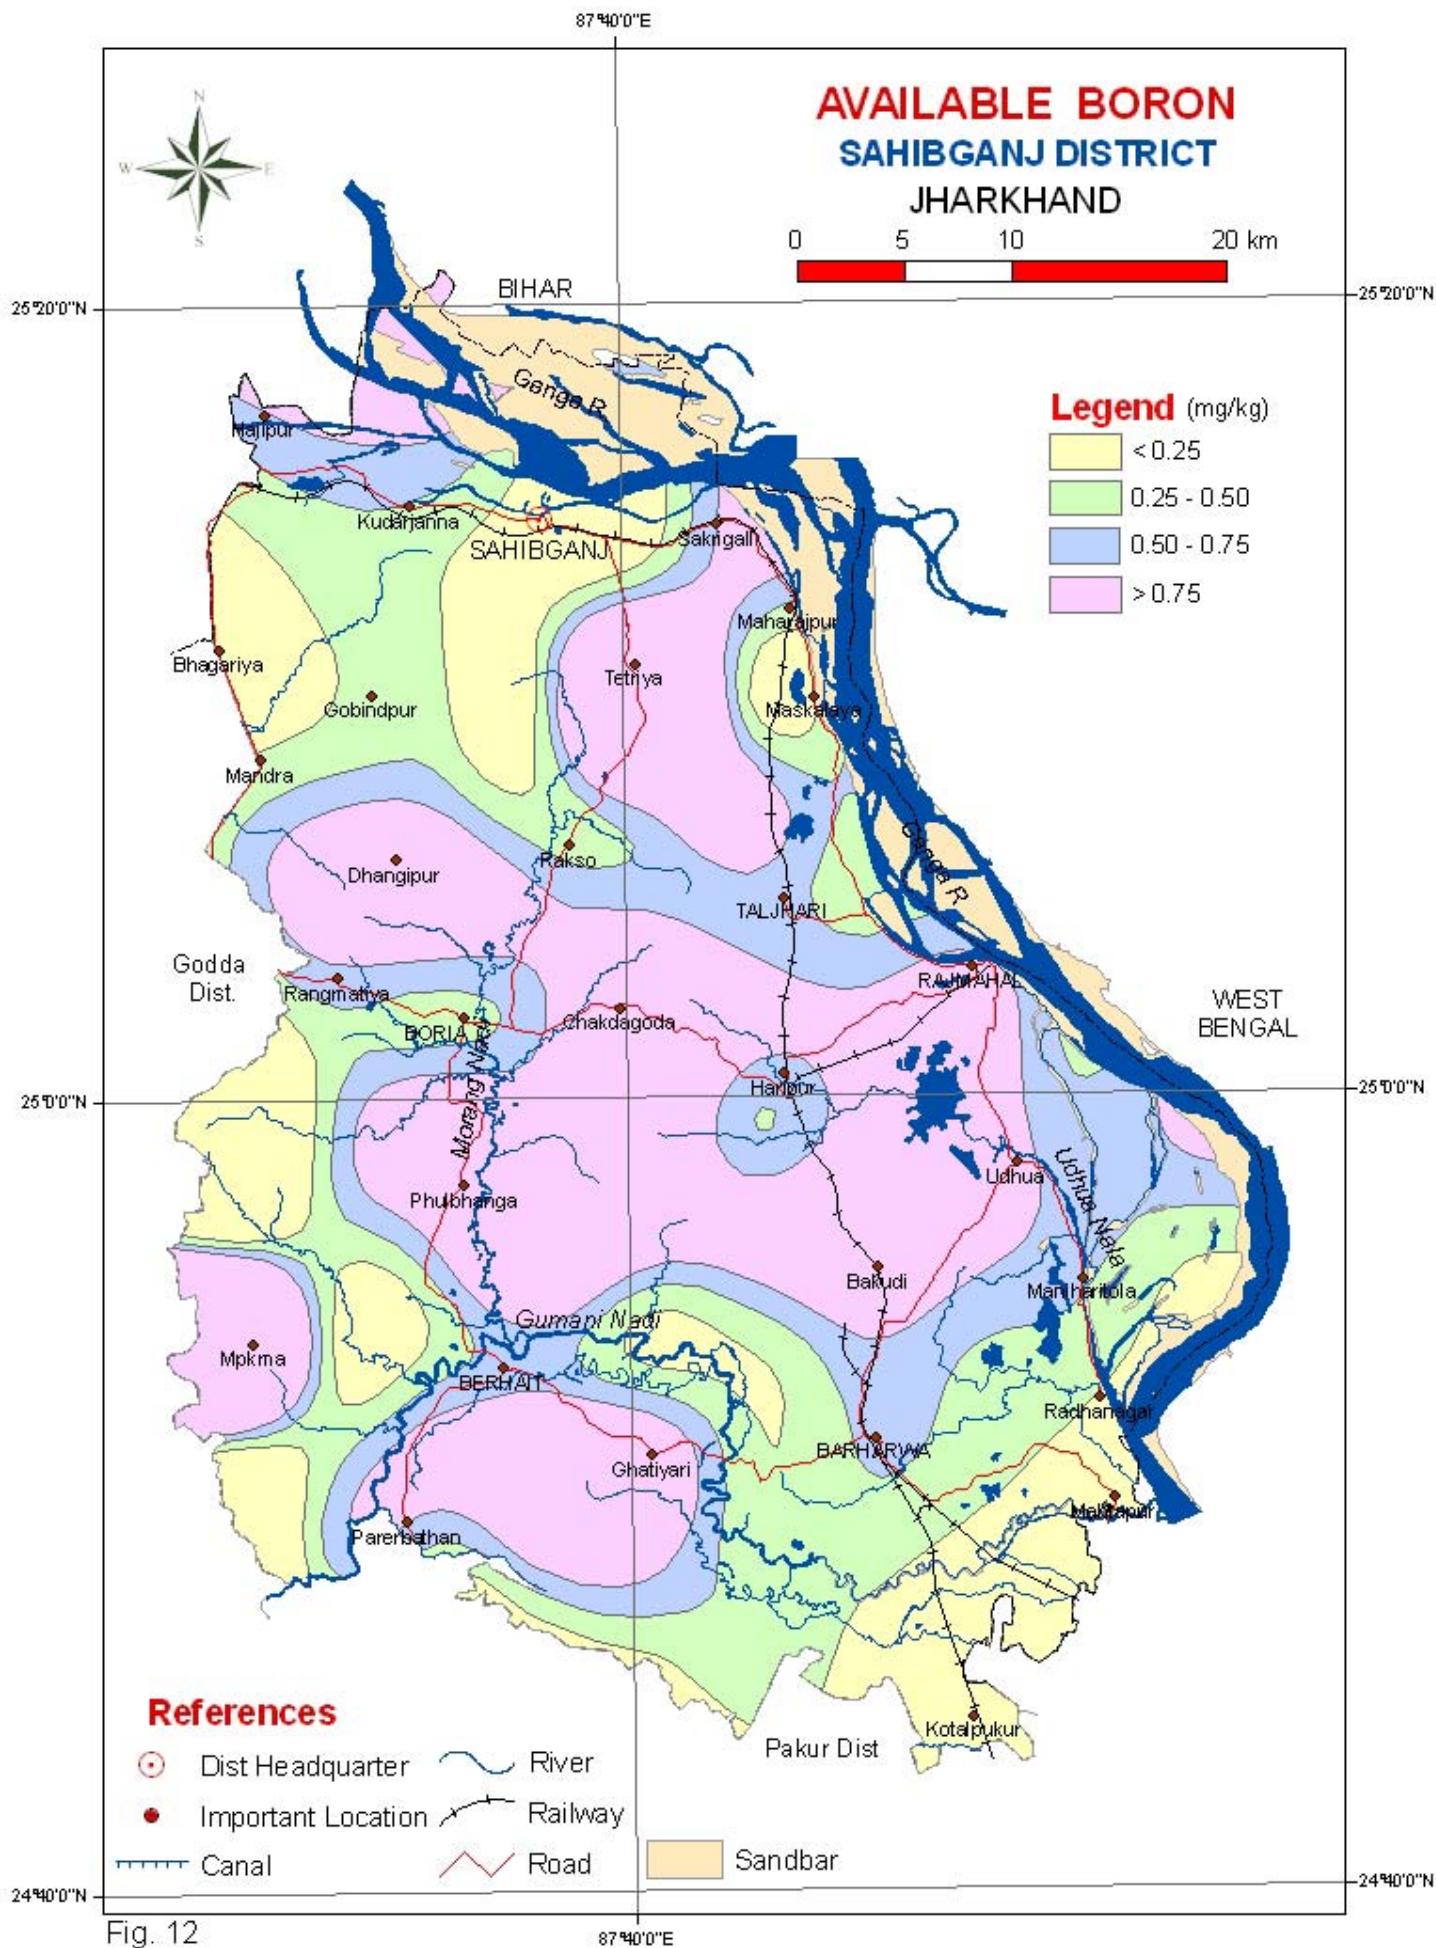 87°40'0"E
AVAILABLE BORON
SAHIBGANJ DISTRICT
JHARKHAND
N
W
E
S
0 5 10 20 km
BIHAR
25°20'0"N
25°20'0"N
Ganga R
Legend (mg/kg)
< 0.25
0.25 - 0.50
0.50 - 0.75
> 0.75
Hajipur
Kudarjanna
SAHIBGANJ
Sakrigali
Maharajpur
Bhagariya
Tetriya
Gobindpur
Maskalaya
Mandra
Rakso
Dhangipur
Ganga R
TALJHARI
Godda
Dist.
Rangmatiya
RAJMAHAL
WEST
BENGAL
BORIA
Chakdagoda
Haripur
25°0'0"N
25°0'0"N
Morang Nadi
Udhua
Udhua Nala
Phulbhanga
Bakudi
Manjharitola
Gumani Nadi
Mpkma
BERHAIT
Radhanagar
BARHARWA
Ghatiyari
Parerbathan
Kotalpukur
Pakur Dist
References
Dist Headquarter
River
Important Location
Railway
Canal
Road
Sandbar
24°40'0"N
24°40'0"N
Fig. 12
87°40'0"E